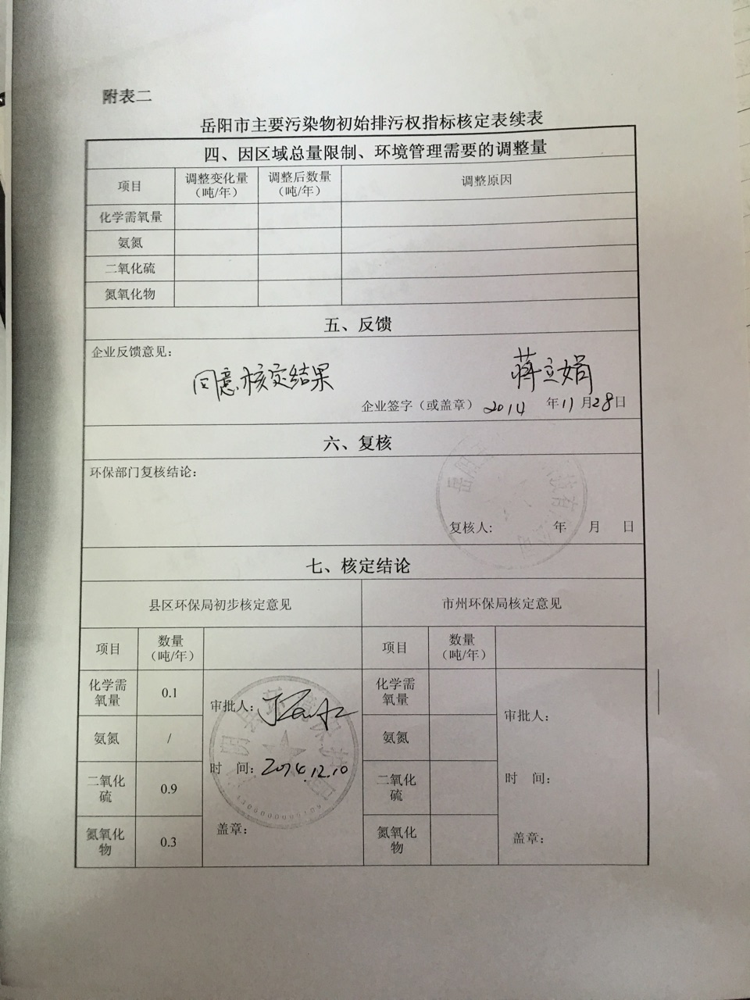 附表二
岳阳市主要污染物初始排污权指标核定表续表
四、因区域总量限制、环境管理需要的调整量
项目 调整变化量（吨/年） 调整后数量（吨/年） 调整原因
化学需氧量
氨氮
二氧化硫
氮氧化物
五、反馈
企业反馈意见：
同意核定结果 蒋立娟
企业签字（或盖章） 2014 年 11 月 28 日
六、复核
环保部门复核结论：
复核人: 年 月 日
七、核定结论
县区环保局初步核定意见 市州环保局核定意见
项目 数量（吨/年） 项目 数量（吨/年）
化学需氧量 0.1 审批人： 化学需氧量 审批人：
氨氮 / 氨氮
时 间：2014.12.10 时 间：
二氧化硫 0.9 二氧化硫
盖章： 盖章：
氮氧化物 0.3 氮氧化物